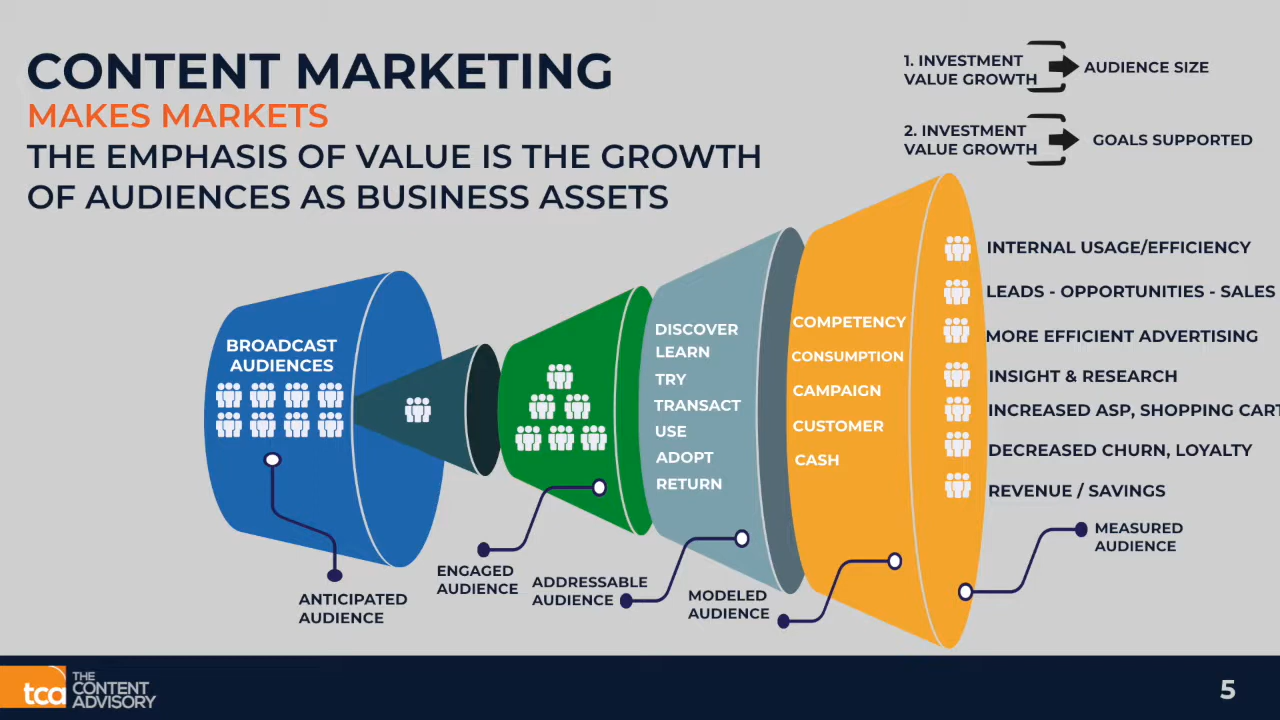 CONTENT MARKETING
MAKES MARKETS
THE EMPHASIS OF VALUE IS THE GROWTH
OF AUDIENCES AS BUSINESS ASSETS
1. INVESTMENT
VALUE GROWTH
AUDIENCE SIZE
2. INVESTMENT
VALUE GROWTH
GOALS SUPPORTED
BROADCAST
AUDIENCES
DISCOVER
LEARN
TRY
TRANSACT
USE
ADOPT
RETURN
COMPETENCY
CONSUMPTION
CAMPAIGN
CUSTOMER
CASH
INTERNAL USAGE/EFFICIENCY
LEADS - OPPORTUNITIES - SALES
MORE EFFICIENT ADVERTISING
INSIGHT & RESEARCH
INCREASED ASP, SHOPPING CART
DECREASED CHURN, LOYALTY
REVENUE / SAVINGS
ANTICIPATED
AUDIENCE
ENGAGED
AUDIENCE
ADDRESSABLE
AUDIENCE
MODELED
AUDIENCE
MEASURED
AUDIENCE
tca
THE
CONTENT
ADVISORY
5